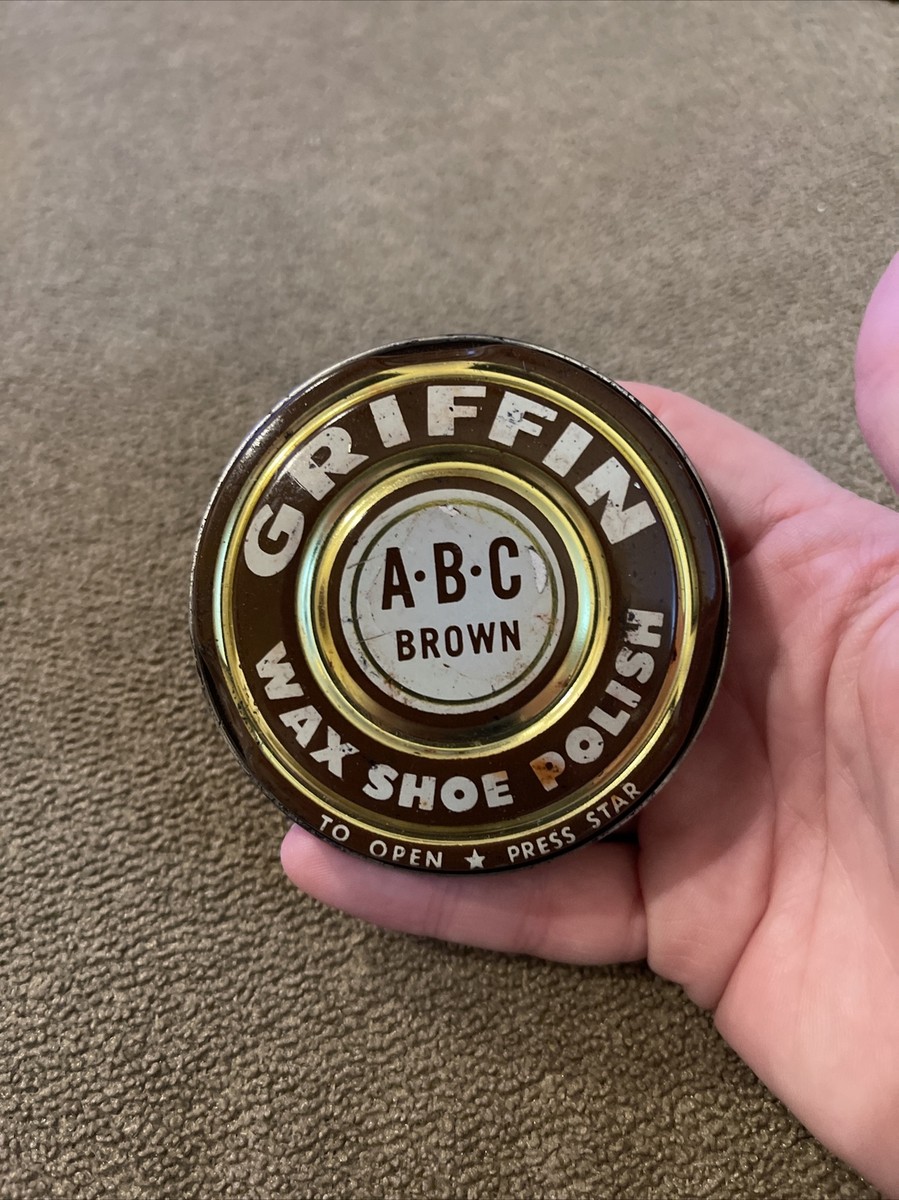 GRIFFIN
A·B·C
BROWN
WAX SHOE POLISH
TO OPEN ★ PRESS STAR